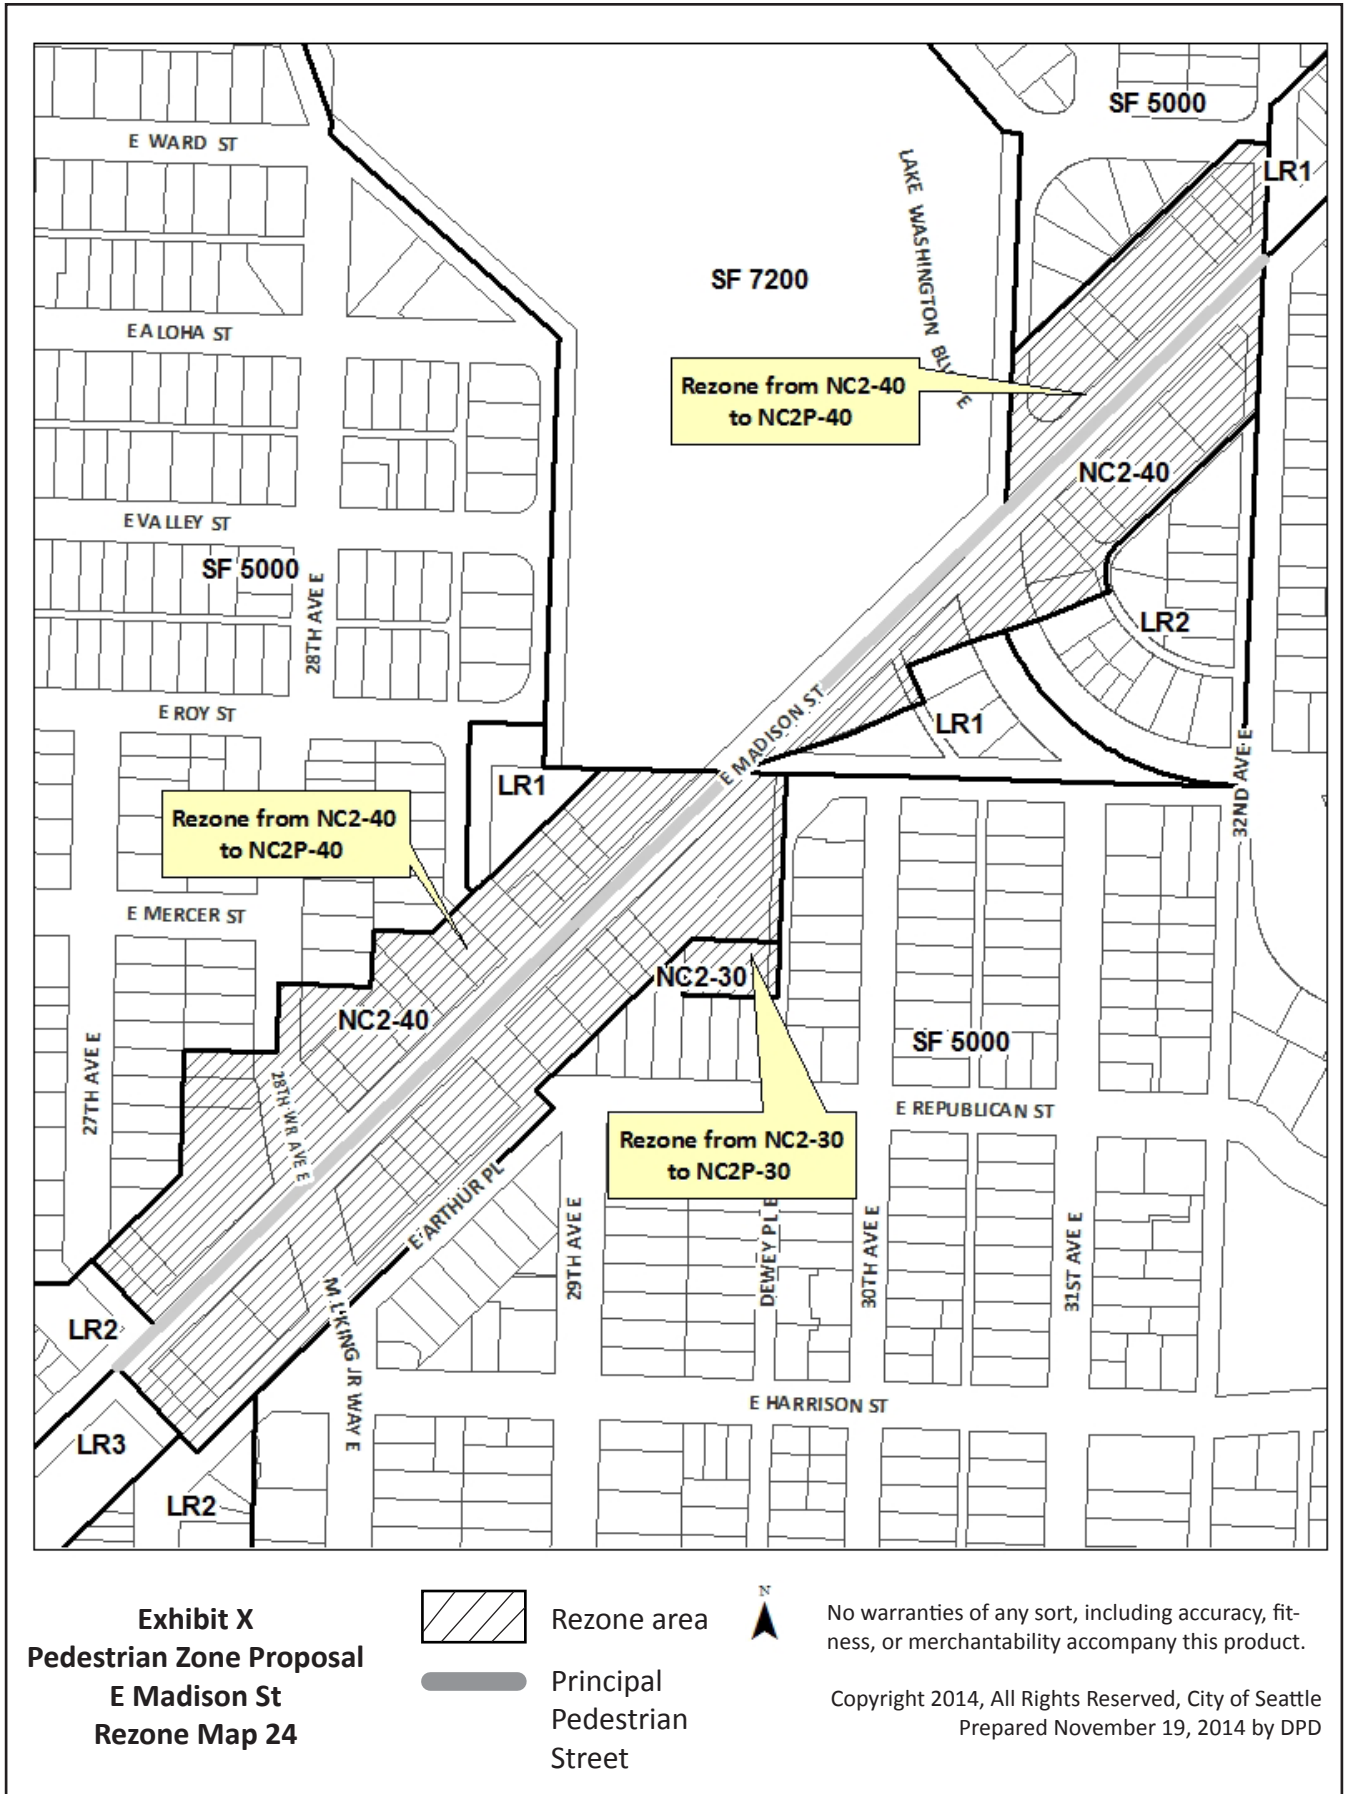 SF 5000
E WARD ST
LR1
LAKE WASHINGTON BLV E
SF 7200
E ALOHA ST
Rezone from NC2-40
to NC2P-40
NC2-40
E VALLEY ST
SF 5000
28TH AVE E
LR2
E ROY ST
E MADISON ST
LR1
32ND AVE E
LR1
Rezone from NC2-40
to NC2P-40
E MERCER ST
NC2-30
NC2-40
SF 5000
27TH AVE E
28TH WR AVE E
E REPUBLICAN ST
Rezone from NC2-30
to NC2P-30
E ARTHUR PL
29TH AVE E
DEWEY PL E
30TH AVE E
31ST AVE E
M L KING JR WAY E
LR2
E HARRISON ST
LR3
LR2
Exhibit X
Pedestrian Zone Proposal
E Madison St
Rezone Map 24
Rezone area
Principal
Pedestrian
Street
N
No warranties of any sort, including accuracy, fit-
ness, or merchantability accompany this product.
Copyright 2014, All Rights Reserved, City of Seattle
Prepared November 19, 2014 by DPD